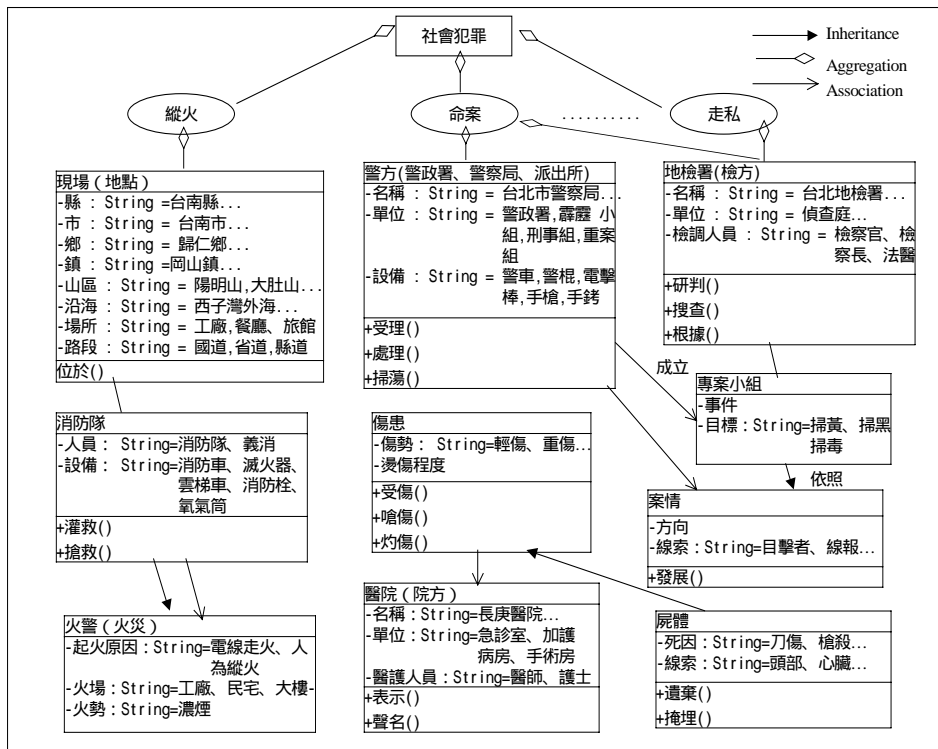 社會犯罪
Inheritance
Aggregation
Association
縱火
命案
..........
走私
現場（地點）
-縣 : String =台南縣...
-市 : String = 台南市...
-鄉 : String = 歸仁鄉...
-鎮 : String =岡山鎮...
-山區 : String = 陽明山,大肚山...
-沿海 : String = 西子灣外海...
-場所 : String = 工廠,餐廳、旅館
-路段 : String = 國道,省道,縣道
位於()
警方(警政署、警察局、派出所)
-名稱 : String = 台北市警察局...
-單位 : String = 警政署,霹靂 小
組,刑事組,重案
組
-設備 : String = 警車,警棍,電擊
棒,手槍,手銬
+受理()
+處理()
+掃蕩()
地檢署(檢方)
-名稱 : String = 台北地檢署...
-單位 : String = 偵查庭...
-檢調人員 : String = 檢察官、檢
察長、法醫
+研判()
+搜查()
+根據()
成立
專案小組
-事件
-目標:String=掃黃、掃黑
掃毒
依照
消防隊
-人員: String=消防隊、義消
-設備: String=消防車、滅火器、
雲梯車、消防栓、
氧氣筒
+灌救()
+搶救()
傷患
-傷勢: String=輕傷、重傷...
-燙傷程度
+受傷()
+嗆傷()
+灼傷()
案情
-方向
-線索:String=目擊者、線報...
+發展()
火警（火災）
-起火原因:String=電線走火、人
為縱火
-火場:String=工廠、民宅、大樓-
-火勢:String=濃煙
醫院（院方）
-名稱:String=長庚醫院...
-單位:String=急診室、加護
病房、手術房
-醫護人員:String=醫師、護士
+表示()
+聲名()
屍體
-死因:String=刀傷、槍殺...
-線索:String=頭部、心臟...
+遺棄()
+掩埋()